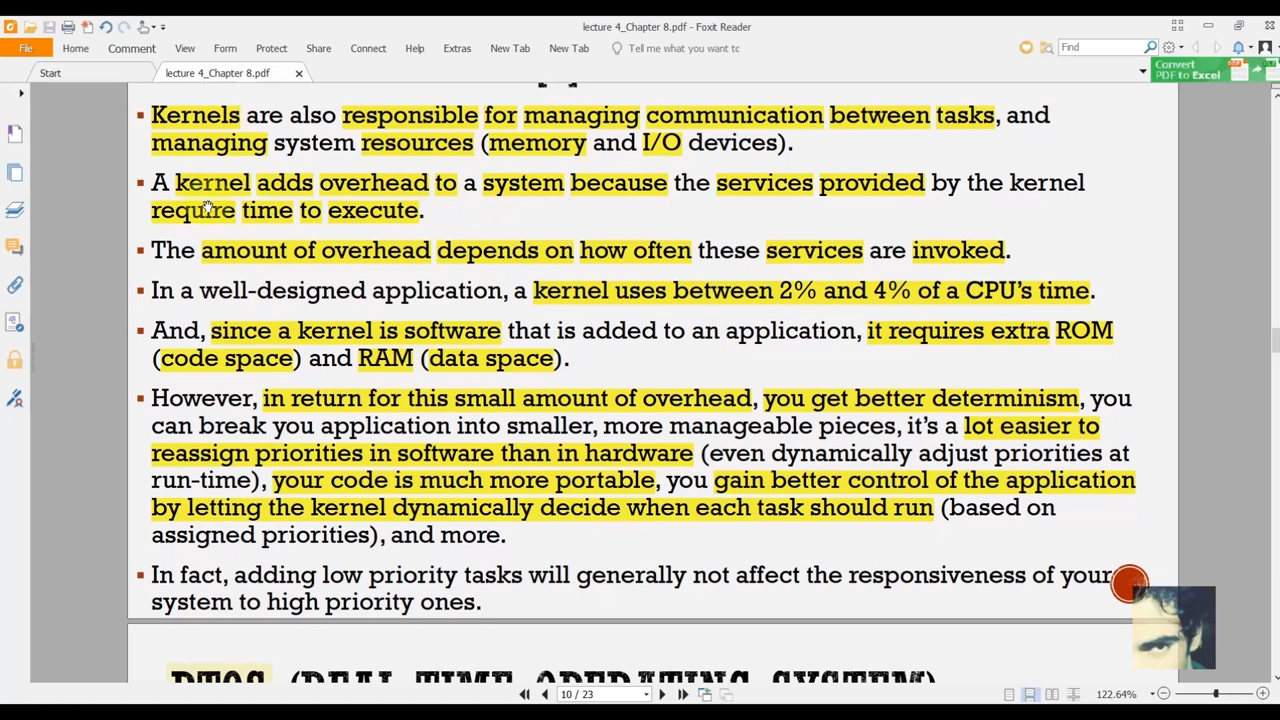 lecture 4_Chapter 8.pdf - Foxit Reader
File Home Comment View Form Protect Share Connect Help Extras New Tab New Tab Tell me what you want to Find
Start lecture 4_Chapter 8.pdf
Convert
PDF to Excel
▪ Kernels are also responsible for managing communication between tasks, and
managing system resources (memory and I/O devices).
▪ A kernel adds overhead to a system because the services provided by the kernel
require time to execute.
▪ The amount of overhead depends on how often these services are invoked.
▪ In a well-designed application, a kernel uses between 2% and 4% of a CPU's time.
▪ And, since a kernel is software that is added to an application, it requires extra ROM
(code space) and RAM (data space).
▪ However, in return for this small amount of overhead, you get better determinism, you
can break you application into smaller, more manageable pieces, it's a lot easier to
reassign priorities in software than in hardware (even dynamically adjust priorities at
run-time), your code is much more portable, you gain better control of the application
by letting the kernel dynamically decide when each task should run (based on
assigned priorities), and more.
▪ In fact, adding low priority tasks will generally not affect the responsiveness of your
system to high priority ones.
RTOS (REAL TIME OPERATING SYSTEM)
10 / 23 122.64%